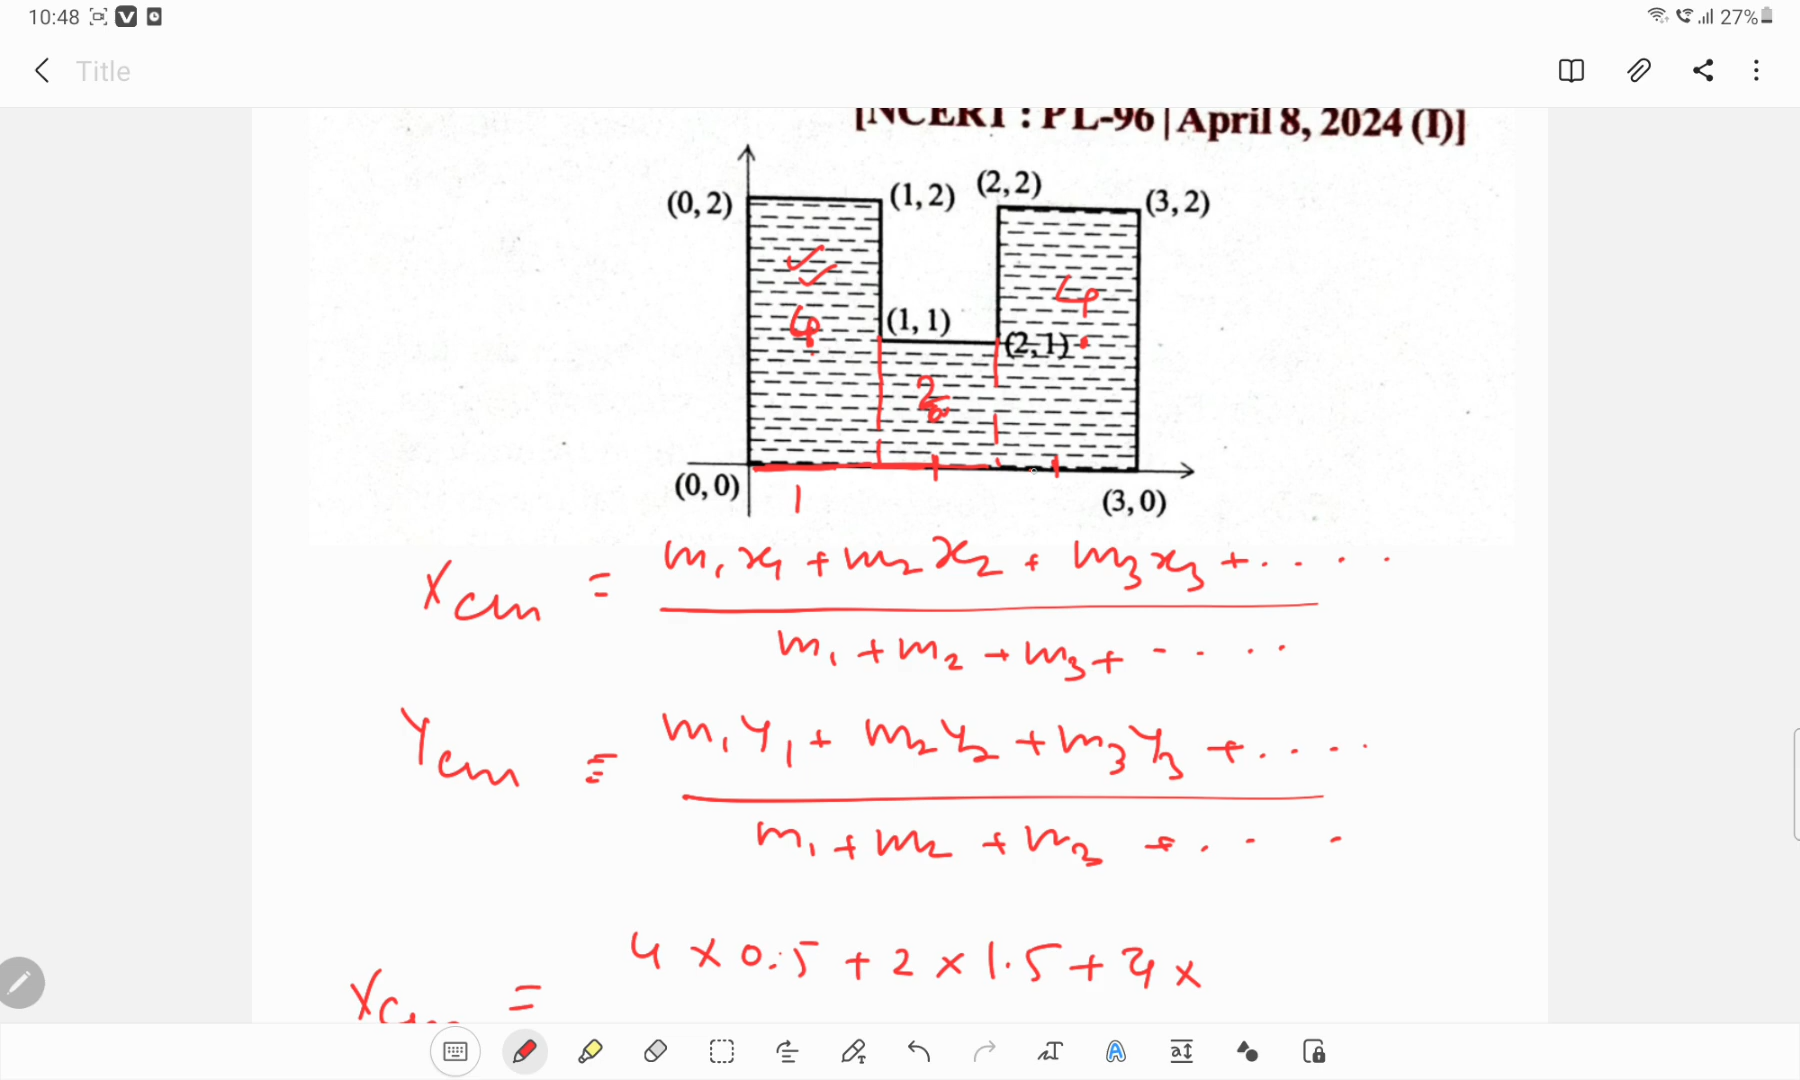 10:48 27%
Title
[NCERT : PL-96 | April 8, 2024 (I)]
(0, 2) (1, 2) (2, 2) (3, 2)
4
4
(1, 1) (2, 1)
2
(0, 0) (3, 0)
1
Xcm = m1x1 + m2x2 + m3x3 + ....
m1 + m2 + m3 + ....
Ycm = m1y1 + m2y2 + m3y3 + ....
m1 + m2 + m3 + ...
Xcm = 4 × 0.5 + 2 × 1.5 + 4 ×